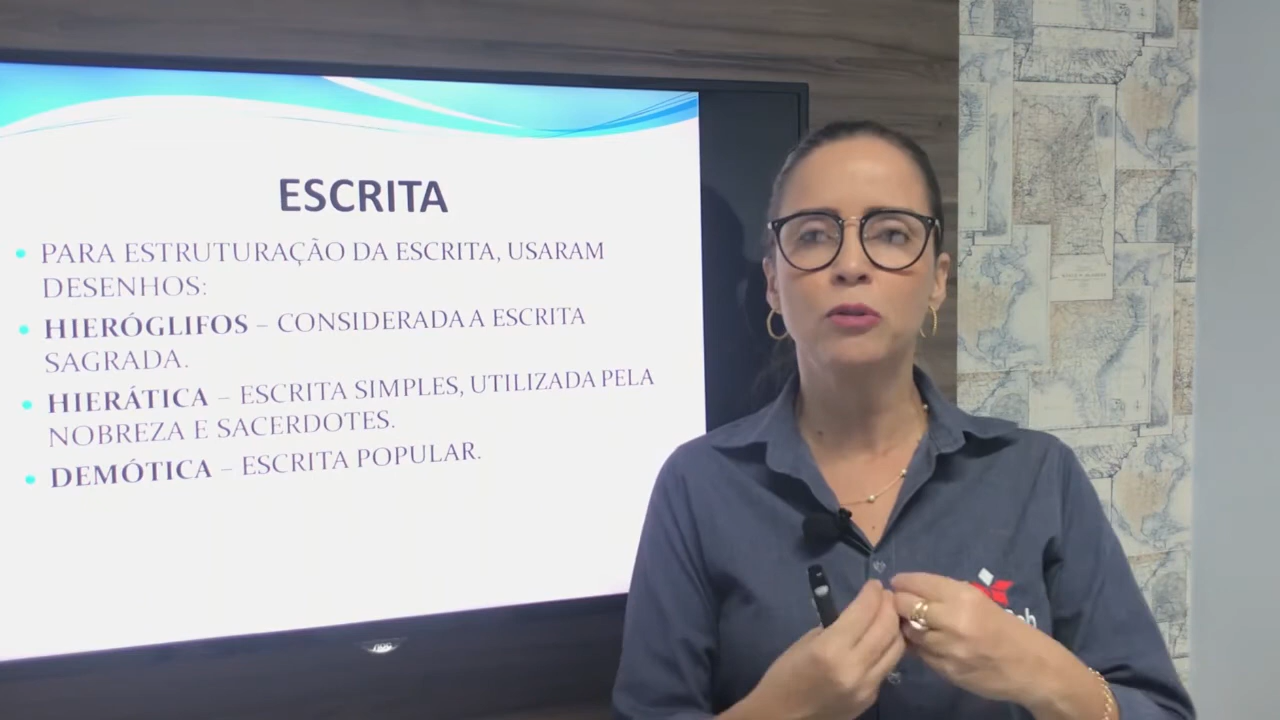 ESCRITA
PARA ESTRUTURAÇÃO DA ESCRITA, USARAM
DESENHOS:
HIERÓGLIFOS – CONSIDERADA A ESCRITA
SAGRADA.
HIERÁTICA – ESCRITA SIMPLES, UTILIZADA PELA
NOBREZA E SACERDOTES.
DEMÓTICA – ESCRITA POPULAR.
AOC